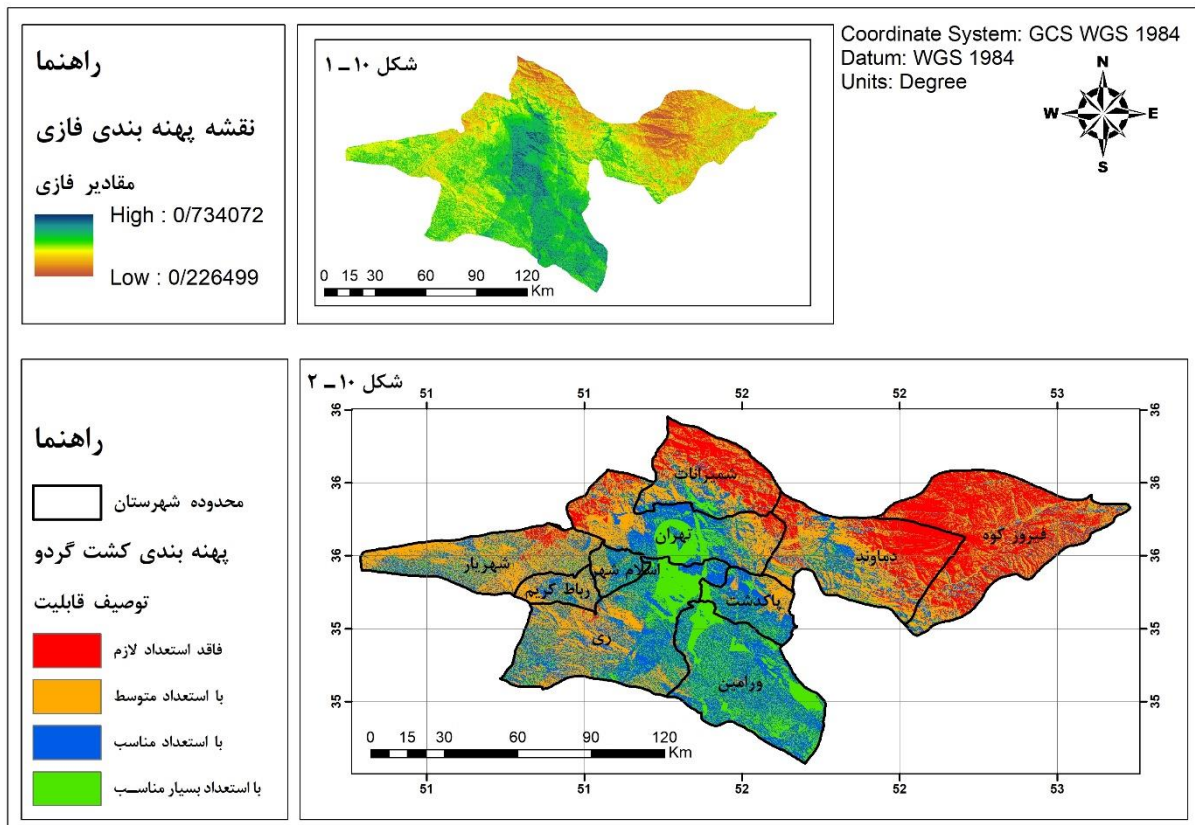 راهنما
نقشه پهنه بندی فازی
مقادیر فازی
High : 0/734072
Low : 0/226499
شکل ۱۰ – ۱
0 15 30 60 90 120
Km
Coordinate System: GCS WGS 1984
Datum: WGS 1984
Units: Degree
N
W E
S
راهنما
محدوده شهرستان
پهنه بندی کشت گردو
توصیف قابلیت
فاقد استعداد لازم
با استعداد متوسط
با استعداد مناسب
با استعداد بسیار مناسـب
شکل ۱۰ – ۲
51 51 52 52 53
36 36
شمیرانات
36 36
تهران
فیروز کوه
دماوند
36 36
شهریار
اسلام شهر
رباط کریم
پاکدشت
35 35
ری
ورامین
35 35
0 15 30 60 90 120
Km
51 51 52 52 53